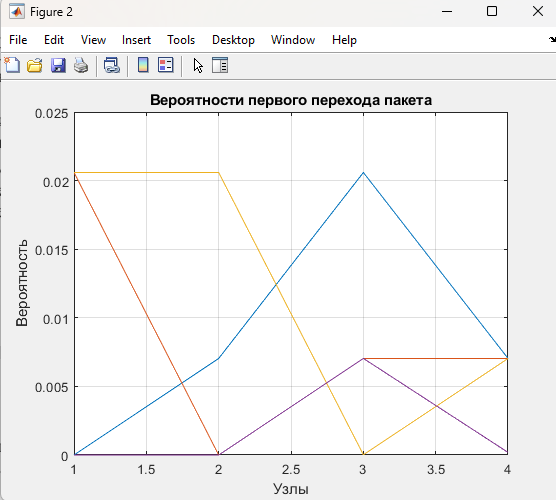 Figure 2
File Edit View Insert Tools Desktop Window Help
Вероятности первого перехода пакета
Вероятность
0.025
0.02
0.015
0.01
0.005
0
1 1.5 2 2.5 3 3.5 4
Узлы